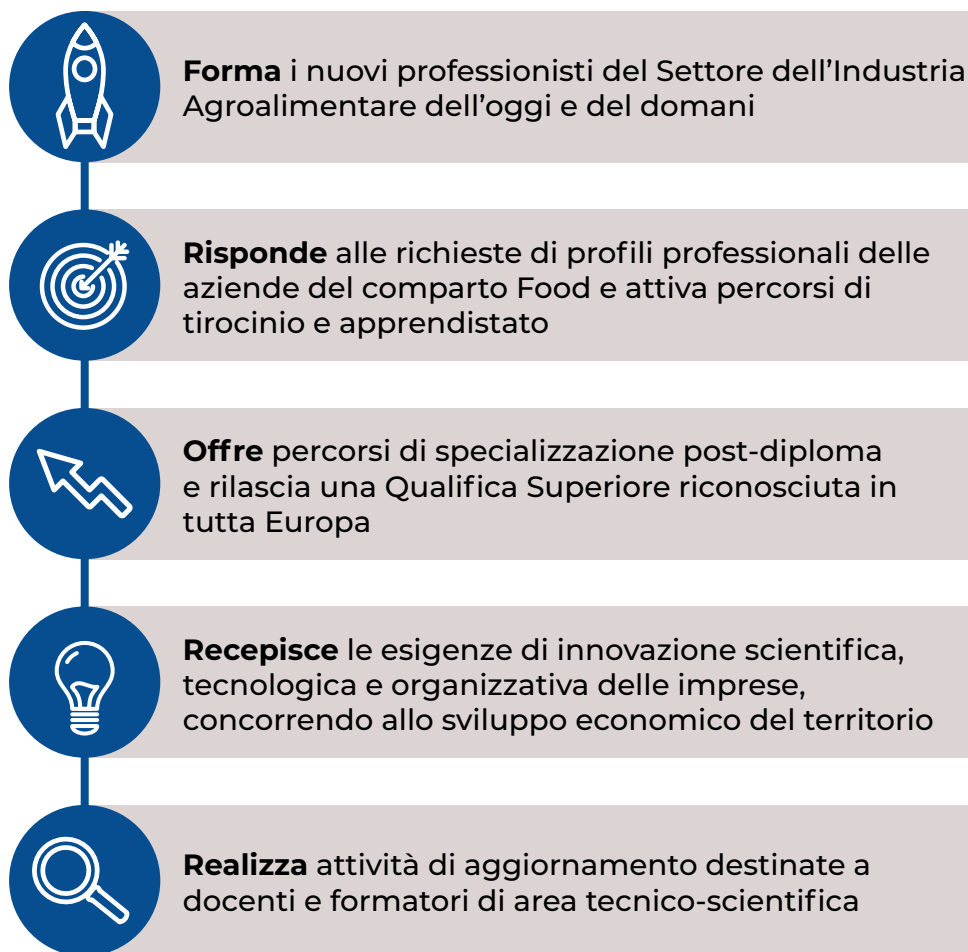 Forma i nuovi professionisti del Settore dell’Industria
Agroalimentare dell’oggi e del domani
Risponde alle richieste di profili professionali delle
aziende del comparto Food e attiva percorsi di
tirocinio e apprendistato
Offre percorsi di specializzazione post-diploma
e rilascia una Qualifica Superiore riconosciuta in
tutta Europa
Recepisce le esigenze di innovazione scientifica,
tecnologica e organizzativa delle imprese,
concorrendo allo sviluppo economico del territorio
Realizza attività di aggiornamento destinate a
docenti e formatori di area tecnico-scientifica